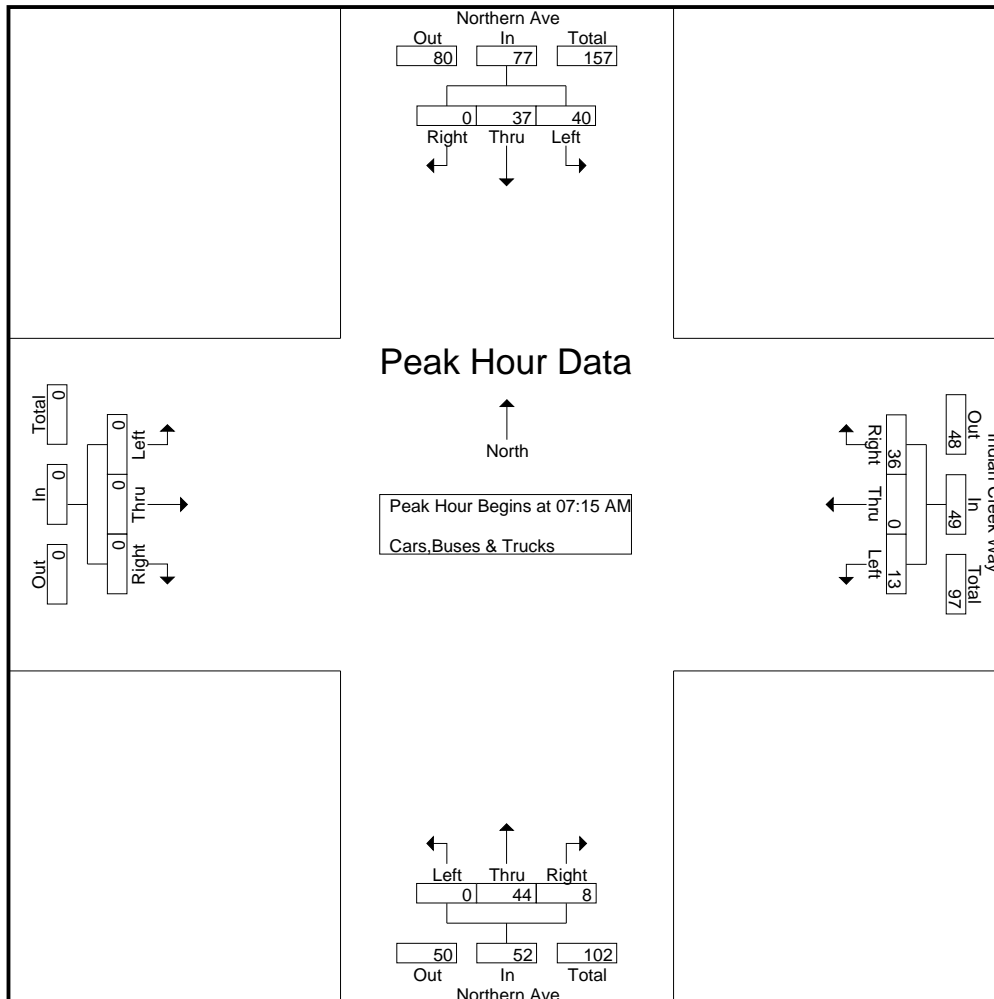 Northern Ave
Out In Total
80 77 157
0 37 40
Right Thru Left
Peak Hour Data
North
Peak Hour Begins at 07:15 AM
Cars,Buses & Trucks
Total In Out
0 0 0
0 0 0
Left Thru Right
Right Thru Left
36 0 13
48 49 97
Out In Total
Indian Creek Way
Left Thru Right
0 44 8
50 52 102
Out In Total
Northern Ave